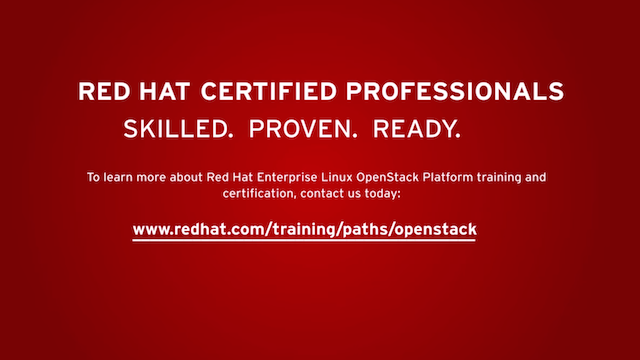 RED HAT CERTIFIED PROFESSIONALS
SKILLED. PROVEN. READY.
To learn more about Red Hat Enterprise Linux OpenStack Platform training and
certification, contact us today:
www.redhat.com/training/paths/openstack